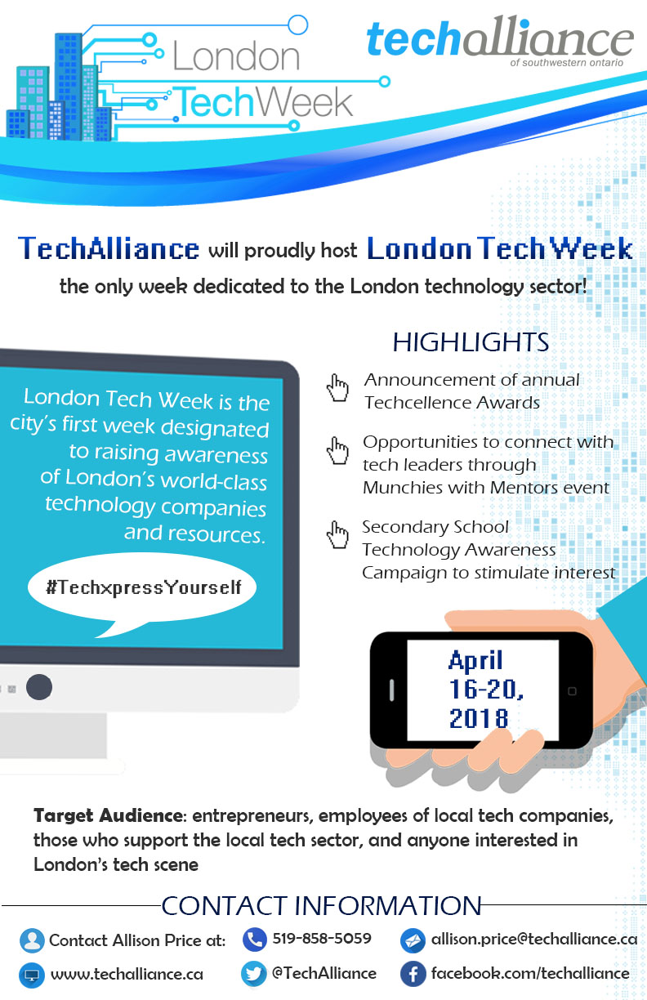 London
TechWeek
techalliance
of southwestern ontario
TechAlliance will proudly host London Tech Week
the only week dedicated to the London technology sector!
London Tech Week is the
city's first week designated
to raising awareness
of London's world-class
technology companies
and resources.
#TechxpressYourself
HIGHLIGHTS
Announcement of annual
Techcellence Awards
Opportunities to connect with
tech leaders through
Munchies with Mentors event
Secondary School
Technology Awareness
Campaign to stimulate interest
April
16-20,
2018
Target Audience: entrepreneurs, employees of local tech companies,
those who support the local tech sector, and anyone interested in
London's tech scene
CONTACT INFORMATION
Contact Allison Price at: 519-858-5059 allison.price@techalliance.ca
www.techalliance.ca @TechAlliance facebook.com/techalliance